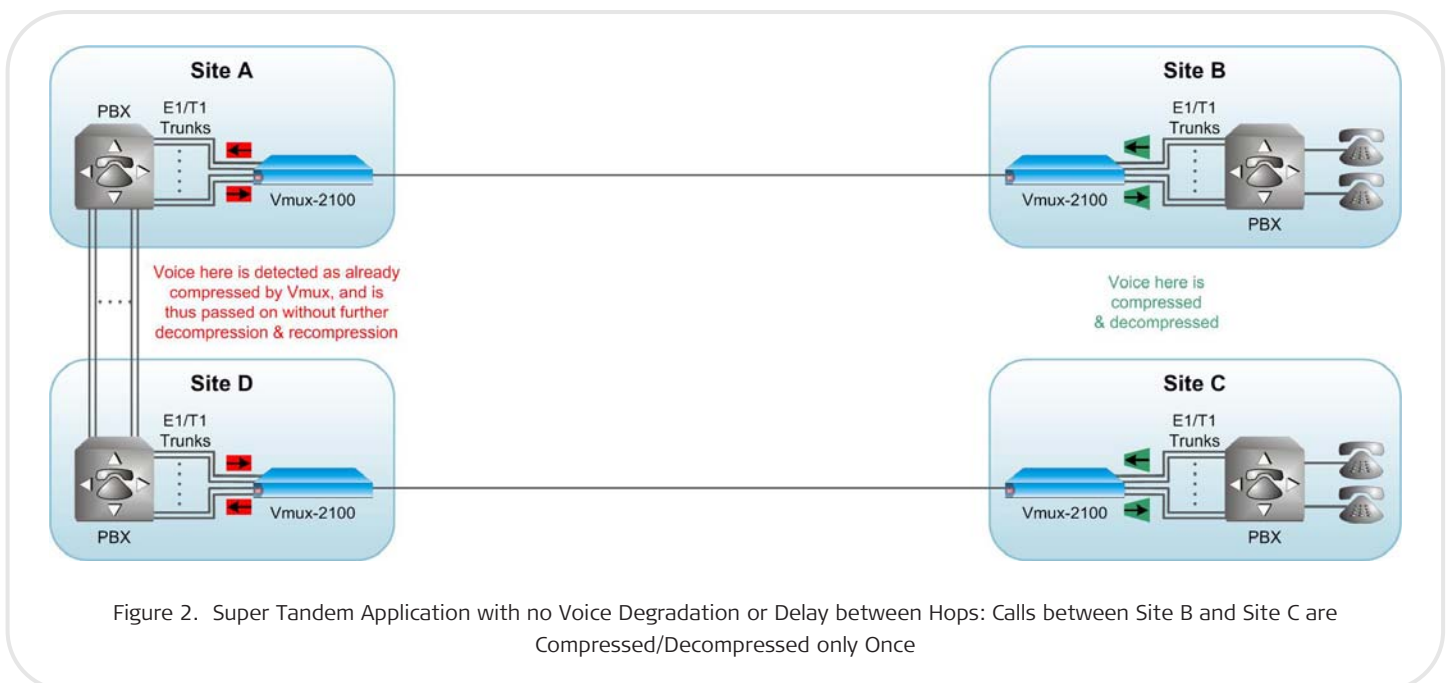 Site A
PBX
E1/T1
Trunks
Vmux-2100
Site B
E1/T1
Trunks
Vmux-2100
PBX
Voice here is detected as already
compressed by Vmux, and is
thus passed on without further
decompression & recompression
Voice here is
compressed
& decompressed
Site D
E1/T1
Trunks
Vmux-2100
PBX
Site C
E1/T1
Trunks
Vmux-2100
PBX
Figure 2. Super Tandem Application with no Voice Degradation or Delay between Hops: Calls between Site B and Site C are
Compressed/Decompressed only Once